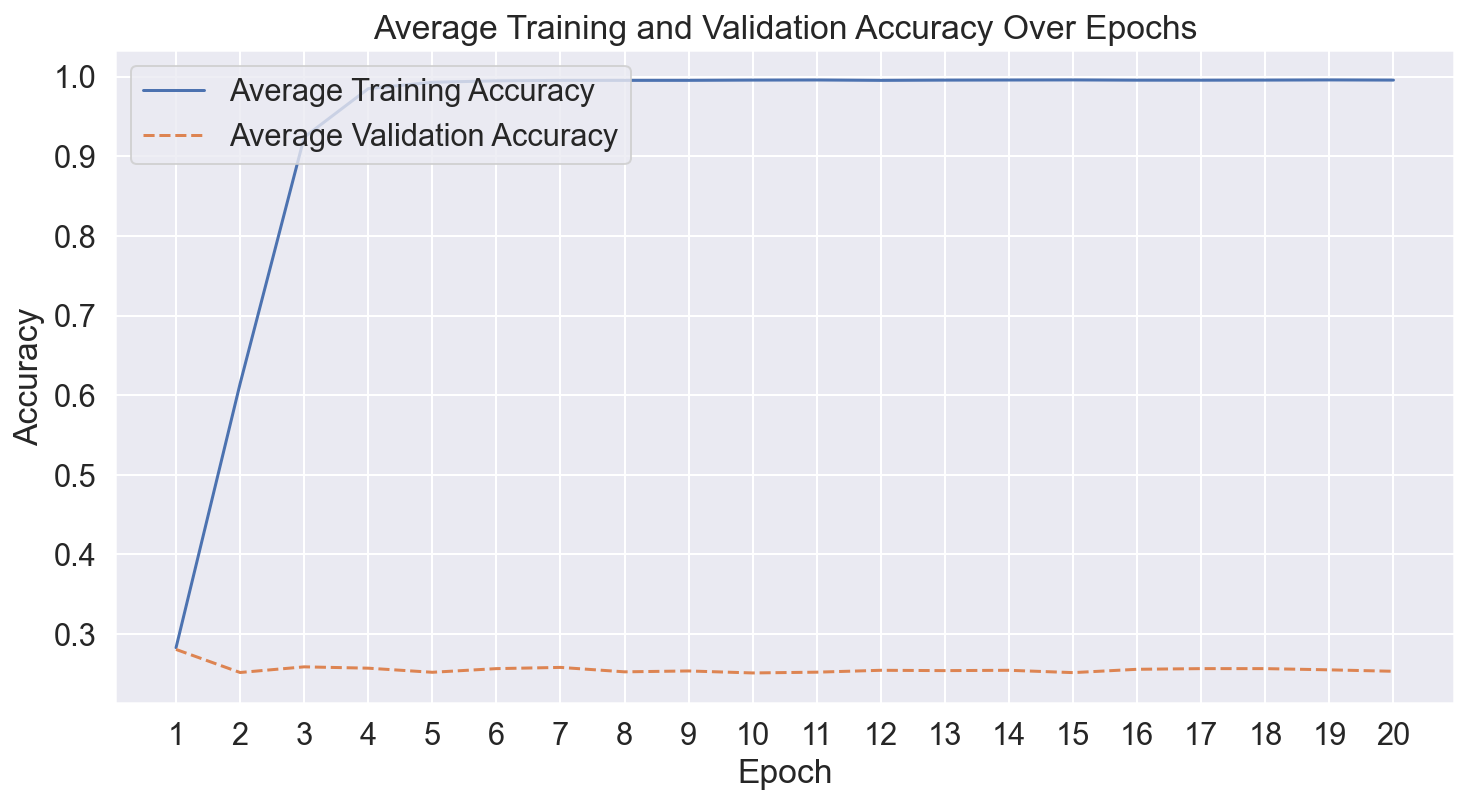 Average Training and Validation Accuracy Over Epochs
Average Training Accuracy
Average Validation Accuracy
Accuracy
1.0
0.9
0.8
0.7
0.6
0.5
0.4
0.3
1 2 3 4 5 6 7 8 9 10 11 12 13 14 15 16 17 18 19 20
Epoch